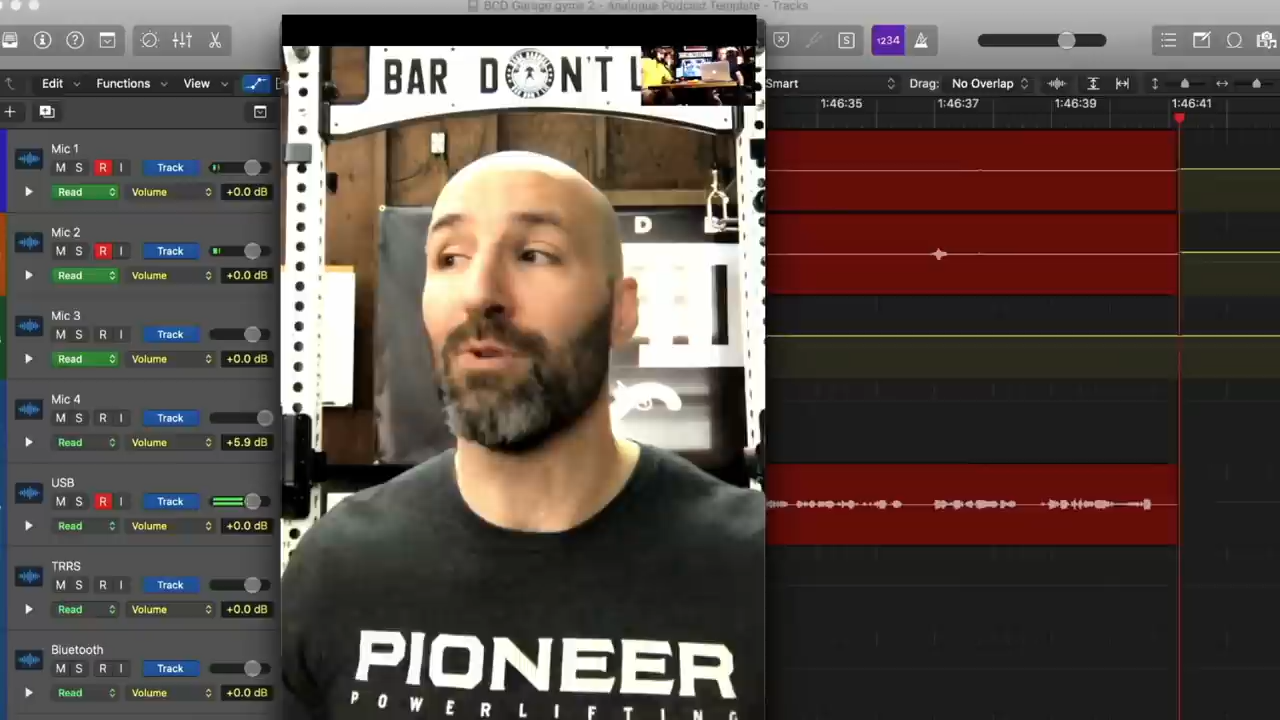 BCD Garage gyms 2 - Analogue Podcast Template - Tracks
1234
S
Edit
Functions
View
Smart
Drag: No Overlap
1:46:35
1:46:37
1:46:39
1:46:41
BAR D N'T L
D
Mic 1
M S R I Track
Read Volume +0.0 dB
Mic 2
M S R I Track
Read Volume +0.0 dB
Mic 3
M S R I Track
Read Volume +0.0 dB
Mic 4
M S R I Track
Read Volume +5.9 dB
USB
M S R I Track
Read Volume +0.0 dB
TRRS
M S R I Track
Read Volume +0.0 dB
Bluetooth
M S R I Track
Read Volume +0.0 dB
PIONEER
POWERLIFTING